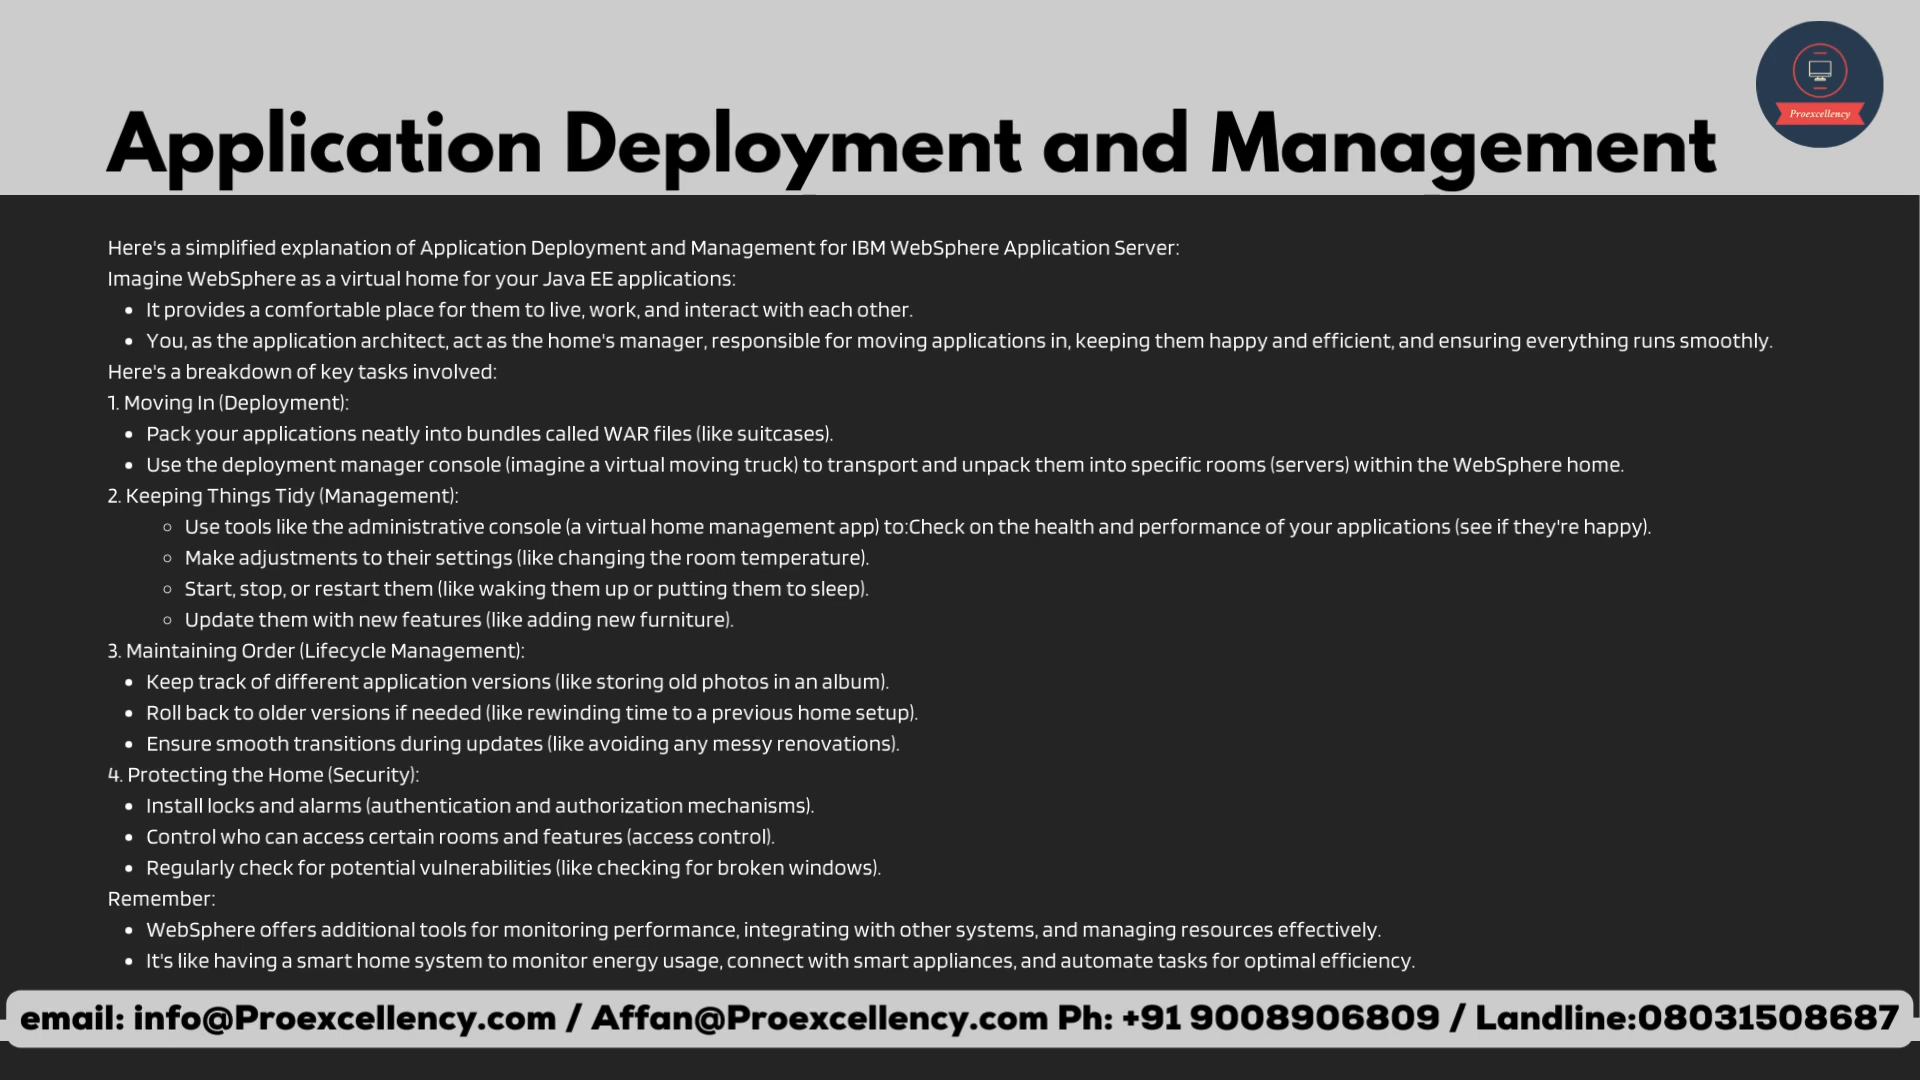 Proexcellency
Application Deployment and Management
Here's a simplified explanation of Application Deployment and Management for IBM WebSphere Application Server:
Imagine WebSphere as a virtual home for your Java EE applications:
• It provides a comfortable place for them to live, work, and interact with each other.
• You, as the application architect, act as the home's manager, responsible for moving applications in, keeping them happy and efficient, and ensuring everything runs smoothly.
Here's a breakdown of key tasks involved:
1. Moving In (Deployment):
• Pack your applications neatly into bundles called WAR files (like suitcases).
• Use the deployment manager console (imagine a virtual moving truck) to transport and unpack them into specific rooms (servers) within the WebSphere home.
2. Keeping Things Tidy (Management):
◦ Use tools like the administrative console (a virtual home management app) to:Check on the health and performance of your applications (see if they're happy).
◦ Make adjustments to their settings (like changing the room temperature).
◦ Start, stop, or restart them (like waking them up or putting them to sleep).
◦ Update them with new features (like adding new furniture).
3. Maintaining Order (Lifecycle Management):
• Keep track of different application versions (like storing old photos in an album).
• Roll back to older versions if needed (like rewinding time to a previous home setup).
• Ensure smooth transitions during updates (like avoiding any messy renovations).
4. Protecting the Home (Security):
• Install locks and alarms (authentication and authorization mechanisms).
• Control who can access certain rooms and features (access control).
• Regularly check for potential vulnerabilities (like checking for broken windows).
Remember:
• WebSphere offers additional tools for monitoring performance, integrating with other systems, and managing resources effectively.
• It's like having a smart home system to monitor energy usage, connect with smart appliances, and automate tasks for optimal efficiency.
email: info@Proexcellency.com / Affan@Proexcellency.com Ph: +91 9008906809 / Landline:08031508687